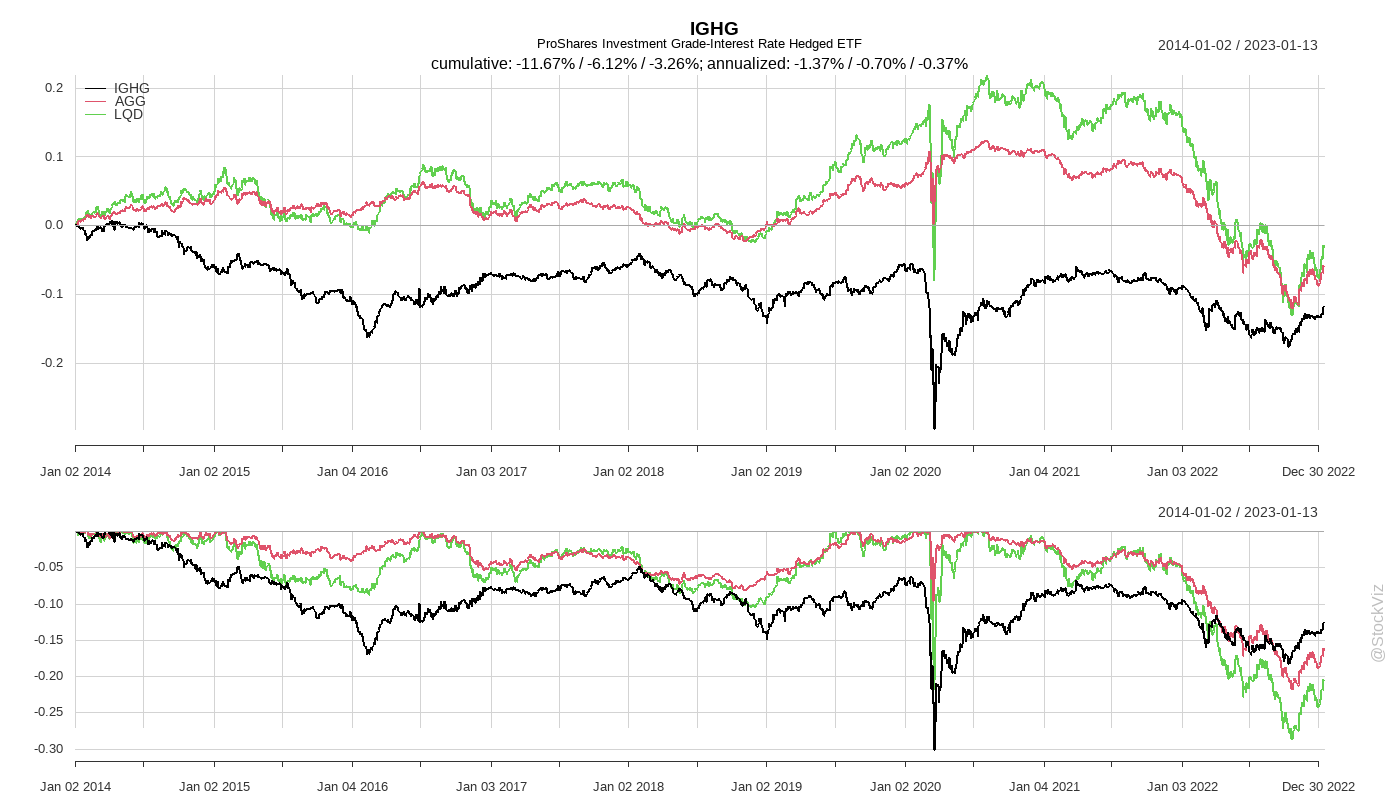 IGHG
ProShares Investment Grade-Interest Rate Hedged ETF
2014-01-02 / 2023-01-13
cumulative: -11.67% / -6.12% / -3.26%; annualized: -1.37% / -0.70% / -0.37%
IGHG
AGG
LQD
0.2
0.1
0.0
-0.1
-0.2
Jan 02 2014 Jan 02 2015 Jan 04 2016 Jan 03 2017 Jan 02 2018 Jan 02 2019 Jan 02 2020 Jan 04 2021 Jan 03 2022 Dec 30 2022
2014-01-02 / 2023-01-13
-0.05
-0.10
-0.15
-0.20
-0.25
-0.30
Jan 02 2014 Jan 02 2015 Jan 04 2016 Jan 03 2017 Jan 02 2018 Jan 02 2019 Jan 02 2020 Jan 04 2021 Jan 03 2022 Dec 30 2022
@StockViz